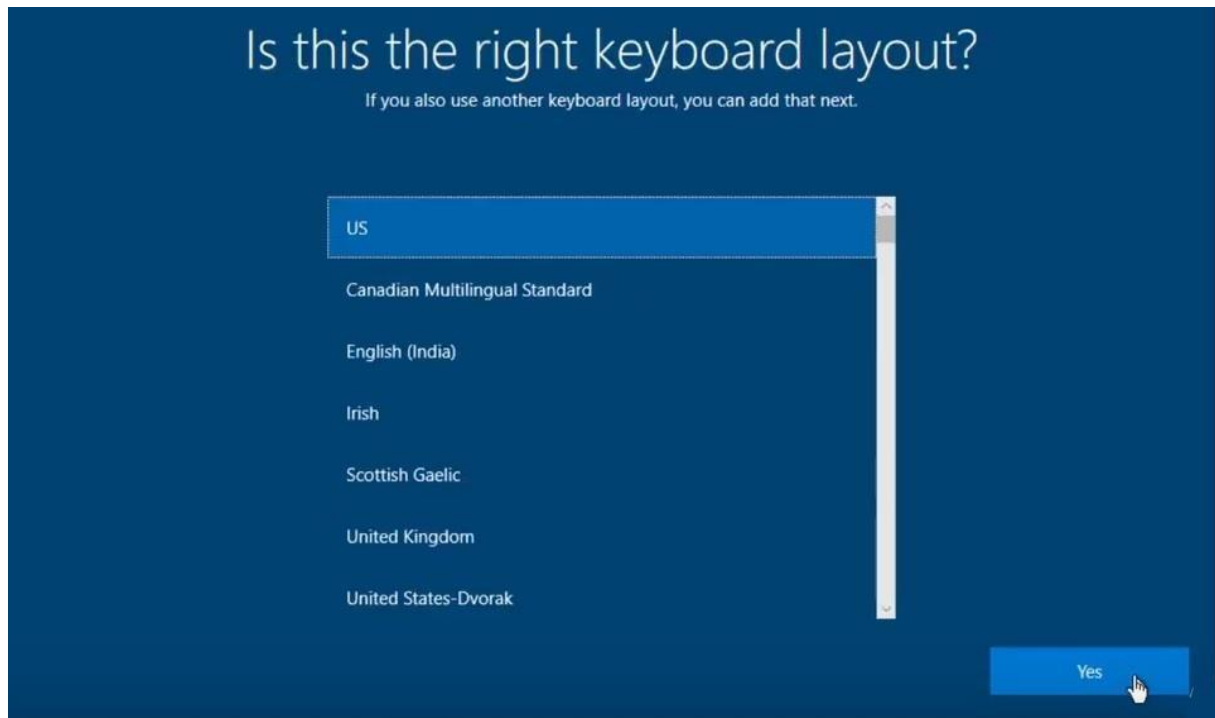 Is this the right keyboard layout?
If you also use another keyboard layout, you can add that next.
US
Canadian Multilingual Standard
English (India)
Irish
Scottish Gaelic
United Kingdom
United States-Dvorak
Yes